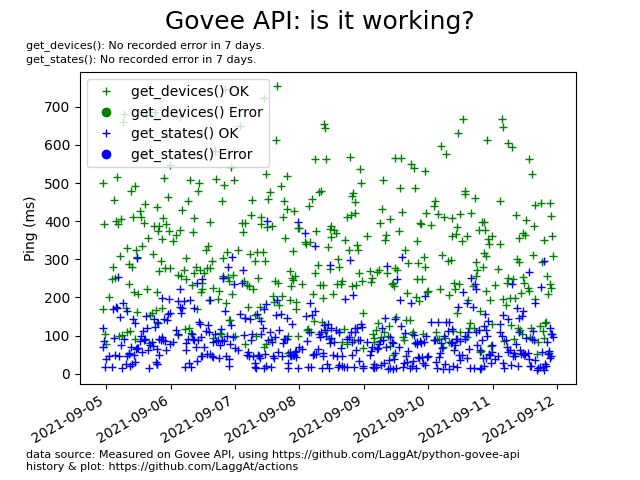 Govee API: is it working?
get_devices(): No recorded error in 7 days.
get_states(): No recorded error in 7 days.
get_devices() OK
get_devices() Error
get_states() OK
get_states() Error
Ping (ms)
700
600
500
400
300
200
100
0
2021-09-05
2021-09-06
2021-09-07
2021-09-08
2021-09-09
2021-09-10
2021-09-11
2021-09-12
data source: Measured on Govee API, using https://github.com/LaggAt/python-govee-api
history & plot: https://github.com/LaggAt/actions